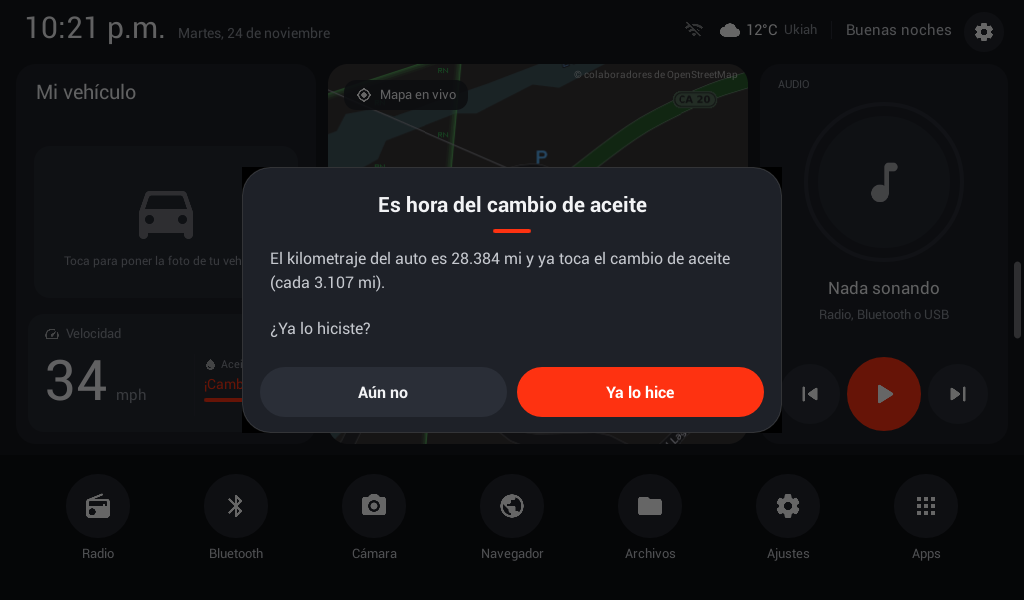 10:21 p.m.
Martes, 24 de noviembre
12°C
Ukiah
Buenas noches
Mi vehículo
© colaboradores de OpenStreetMap
RN
Mapa en vivo
CA 20
RN
P
RN
AUDIO
Es hora del cambio de aceite
El kilometraje del auto es 28.384 mi y ya toca el cambio de aceite
(cada 3.107 mi).
¿Ya lo hiciste?
Aún no
Ya lo hice
Toca para poner la foto de tu
Velocidad
34 mph
Nada sonando
Radio, Bluetooth o USB
Radio
Bluetooth
Cámara
Navegador
Archivos
Ajustes
Apps